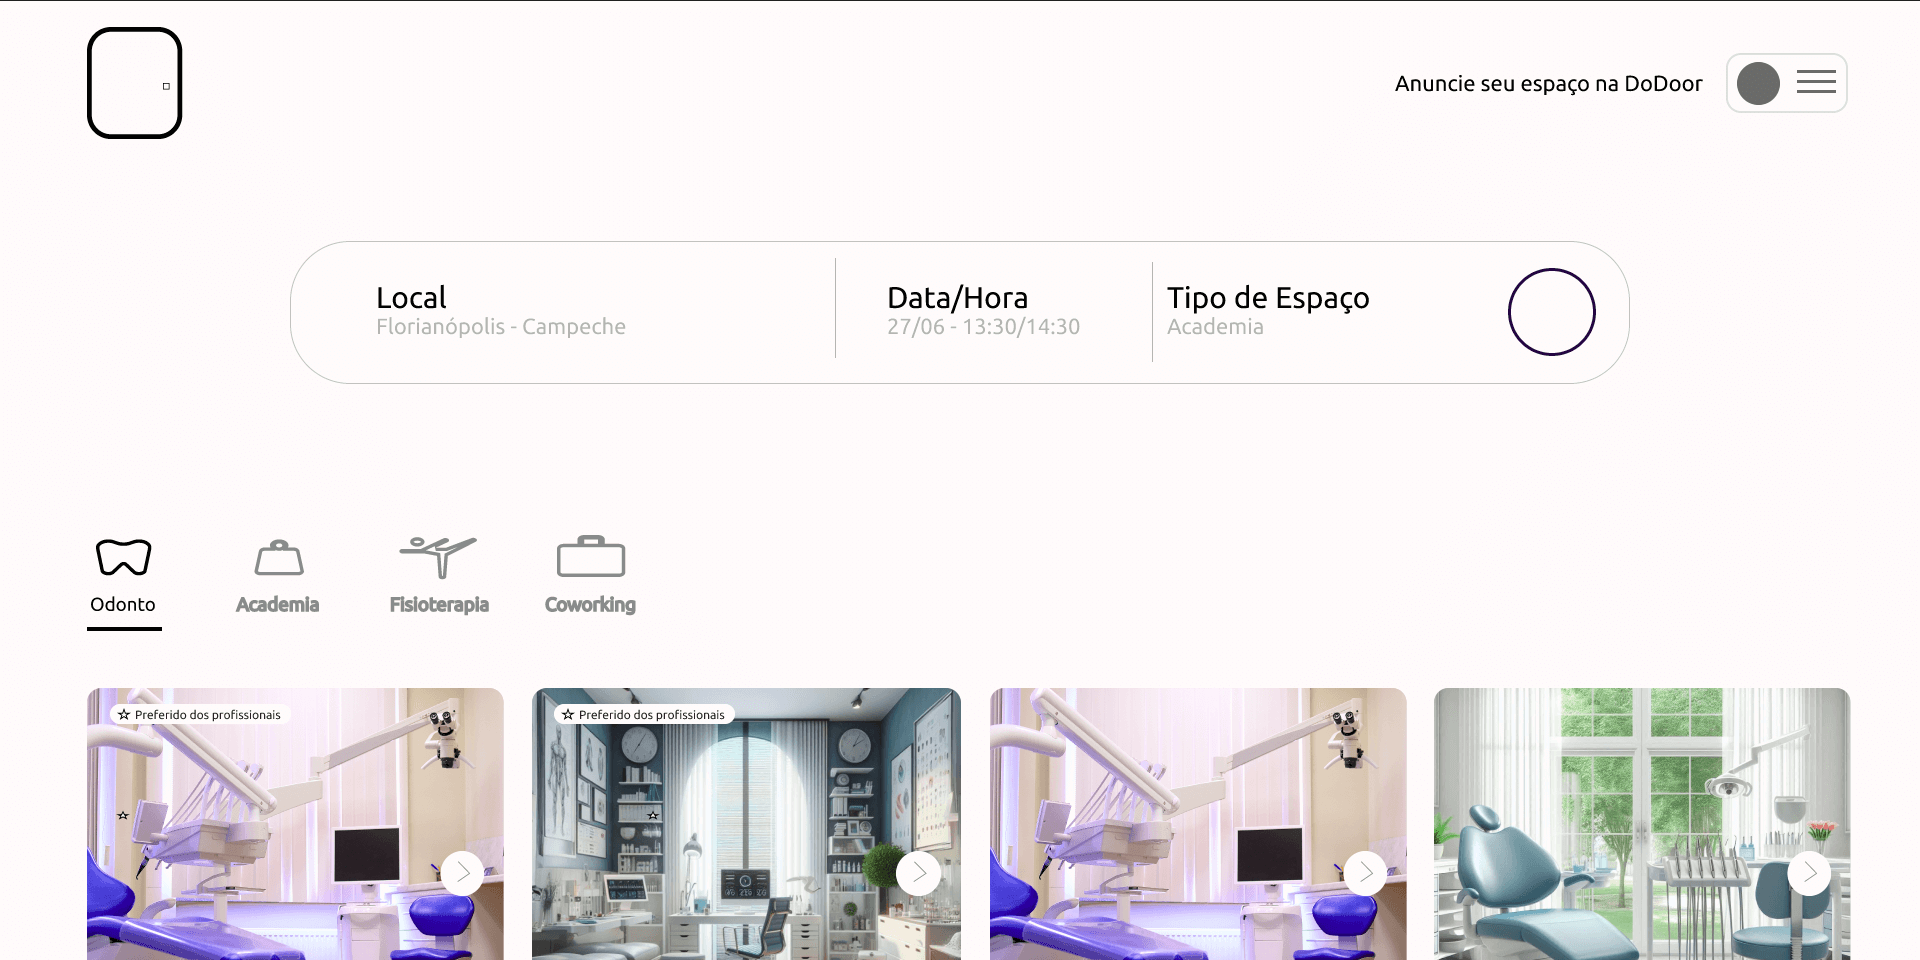 Anuncie seu espaço na DoDoor
Local
Florianópolis - Campeche
Data/Hora
27/06 - 13:30/14:30
Tipo de Espaço
Academia
Odonto
Academia
Fisioterapia
Coworking
Preferido dos profissionais
Preferido dos profissionais